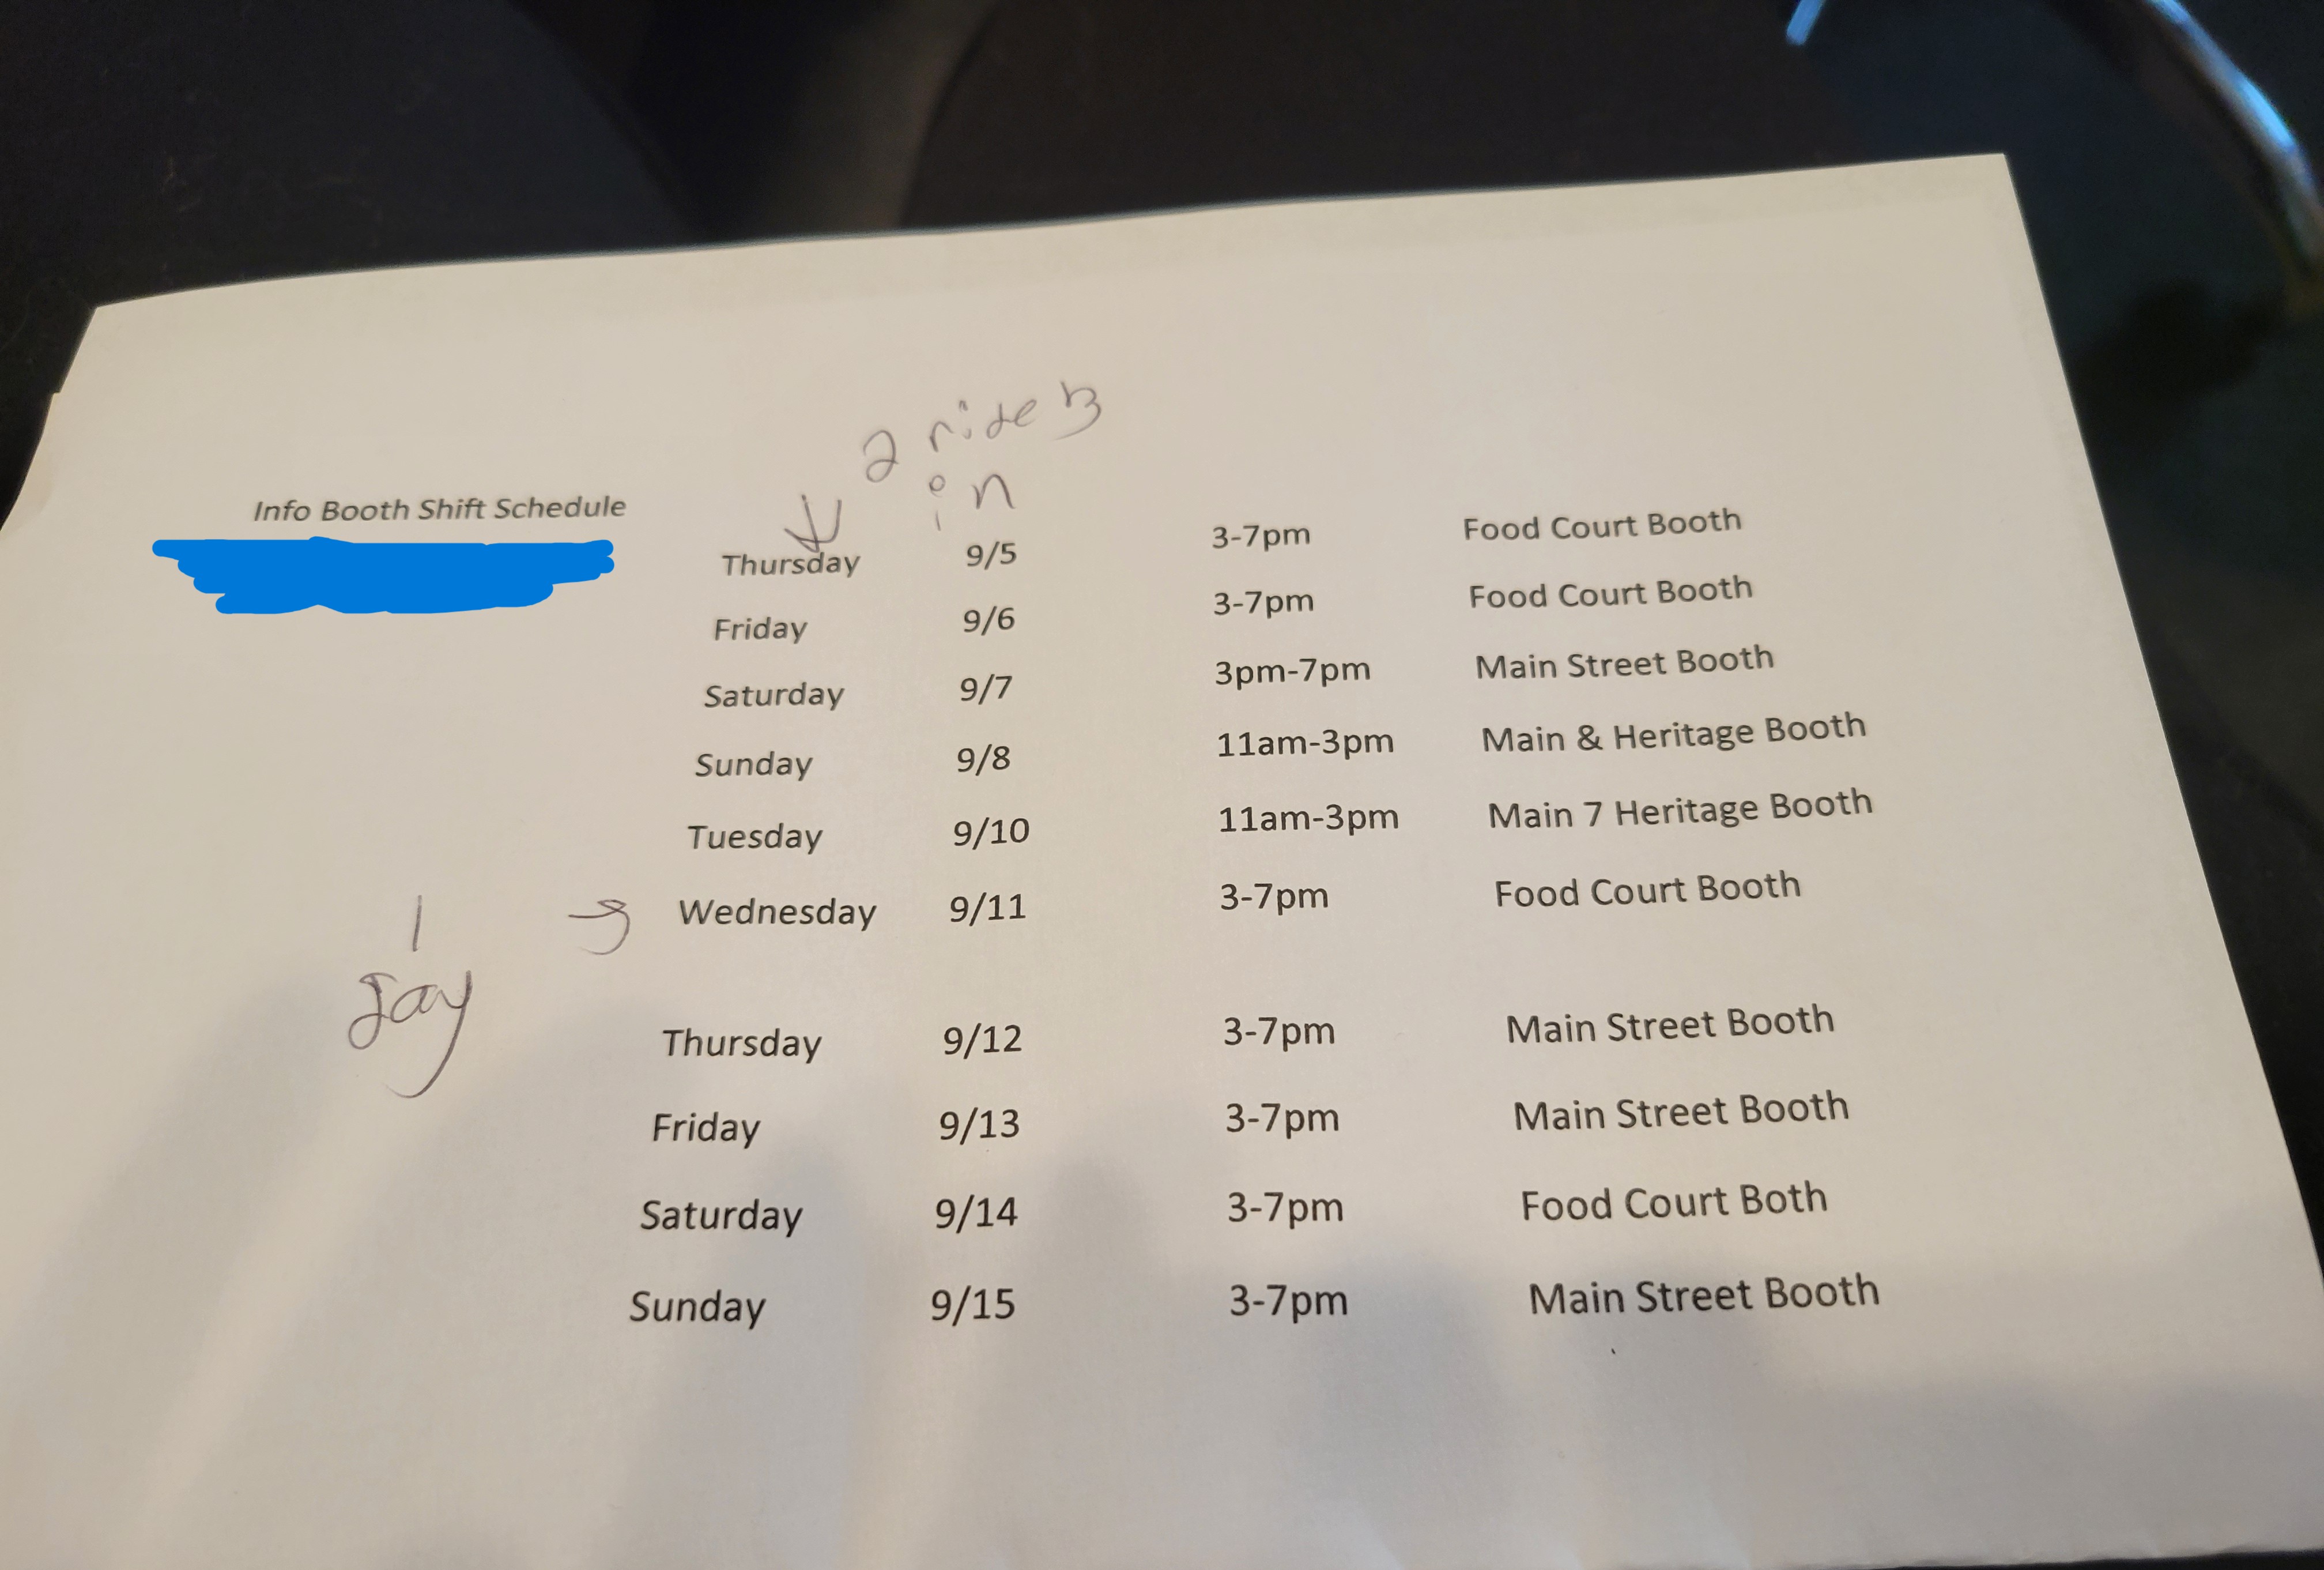 2 rides
in
Info Booth Shift Schedule
Thursday 9/5 3-7pm Food Court Booth
Friday 9/6 3-7pm Food Court Booth
Saturday 9/7 3pm-7pm Main Street Booth
Sunday 9/8 11am-3pm Main & Heritage Booth
Tuesday 9/10 11am-3pm Main 7 Heritage Booth
1
Wednesday 9/11 3-7pm Food Court Booth
day
Thursday 9/12 3-7pm Main Street Booth
Friday 9/13 3-7pm Main Street Booth
Saturday 9/14 3-7pm Food Court Both
Sunday 9/15 3-7pm Main Street Booth